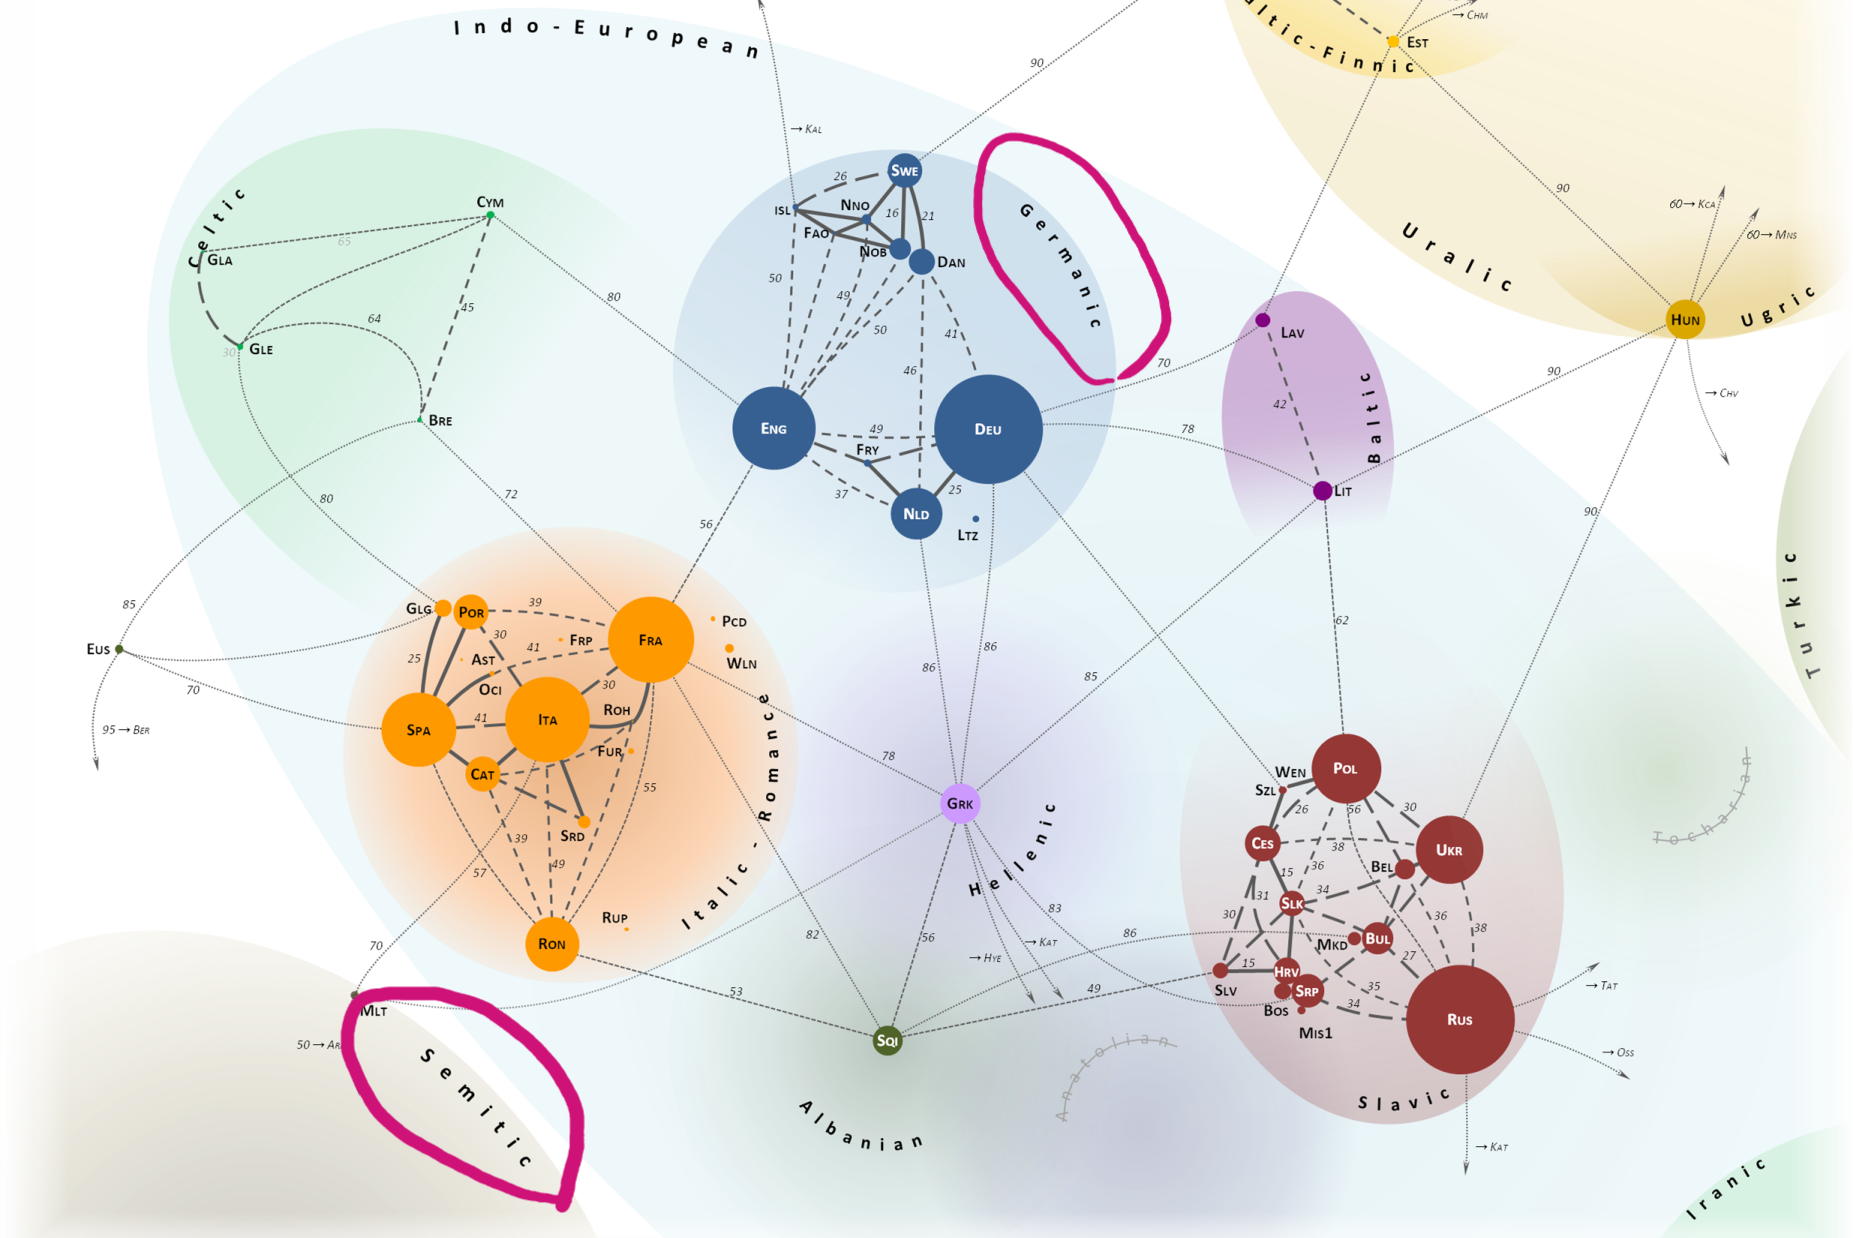 Indo-European
90
→ CHM
EST
Baltic-Finnic
→ KAL
90
60→ KCA
60→ MNS
Uralic
Ugric
HUN
→ CHV
90
90
Celtic
CYM
65
GLA
45
80
64
30
GLE
BRE
80
72
85
EUS
70
95 → BER
SWE
26
ISL
NNO
16
21
FAO
NOB
DAN
Germanic
50
49
50
41
46
ENG
49
DEU
FRY
37
25
NLD
LTZ
56
70
LAV
42
Baltic
78
LIT
62
Turkic
GLG
POR
39
FRA
PCD
WLN
30
FRP
41
25
AST
OCI
30
SPA
41
ITA
ROH
FUR
CAT
55
SRD
39
49
57
RON
RUP
Italic - Romance
86
86
85
78
GRK
Hellenic
83
82
56
→ KAT
→ HYE
86
53
49
SQI
Albanian
Anatolian
Tocharian
WEN
SZL
POL
26
56
30
CES
38
UKR
36
BEL
15
34
31
SLK
30
36
38
MKD
BUL
27
15
HRV
SLV
SRP
35
34
BOS
MIS1
RUS
→ TAT
→ OSS
→ KAT
Slavic
70
MLT
Semitic
Iranic